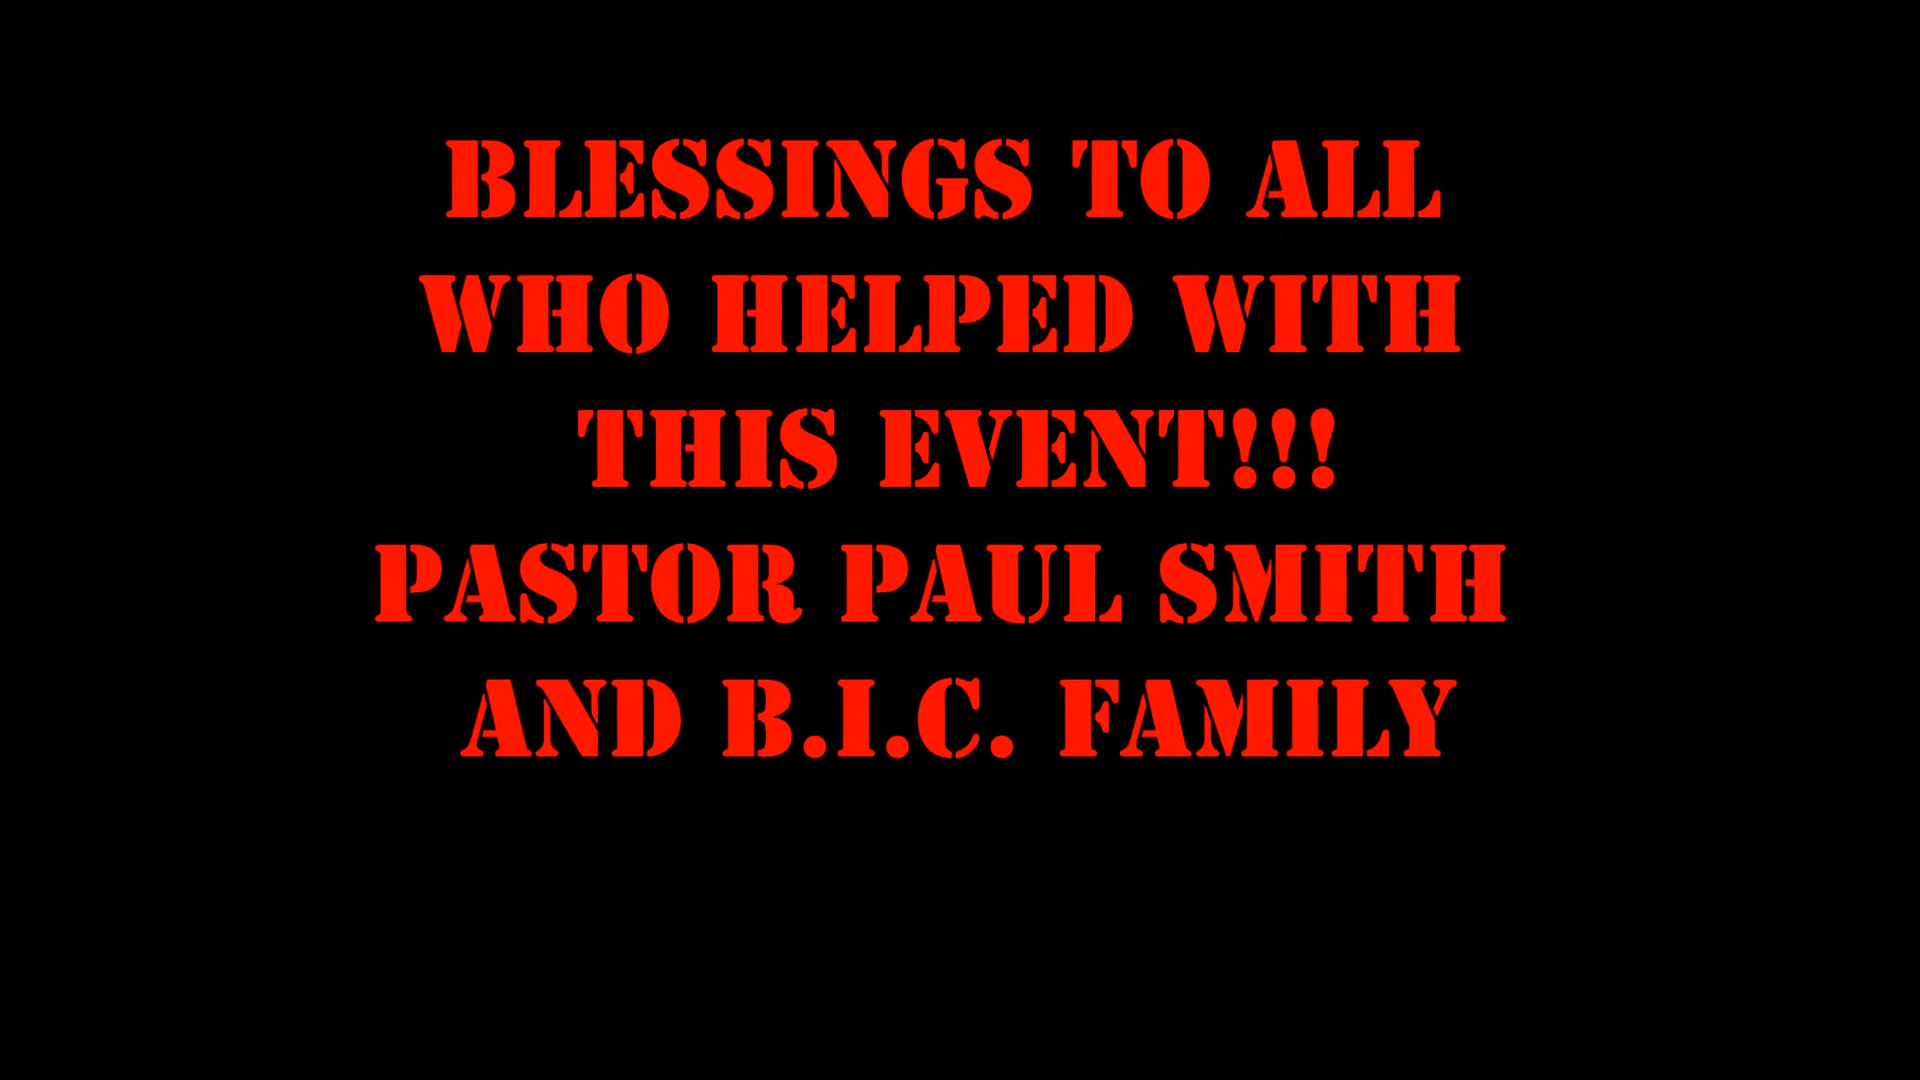 BLESSINGS TO ALL
WHO HELPED WITH
THIS EVENT!!!
PASTOR PAUL SMITH
AND B.I.C. FAMILY